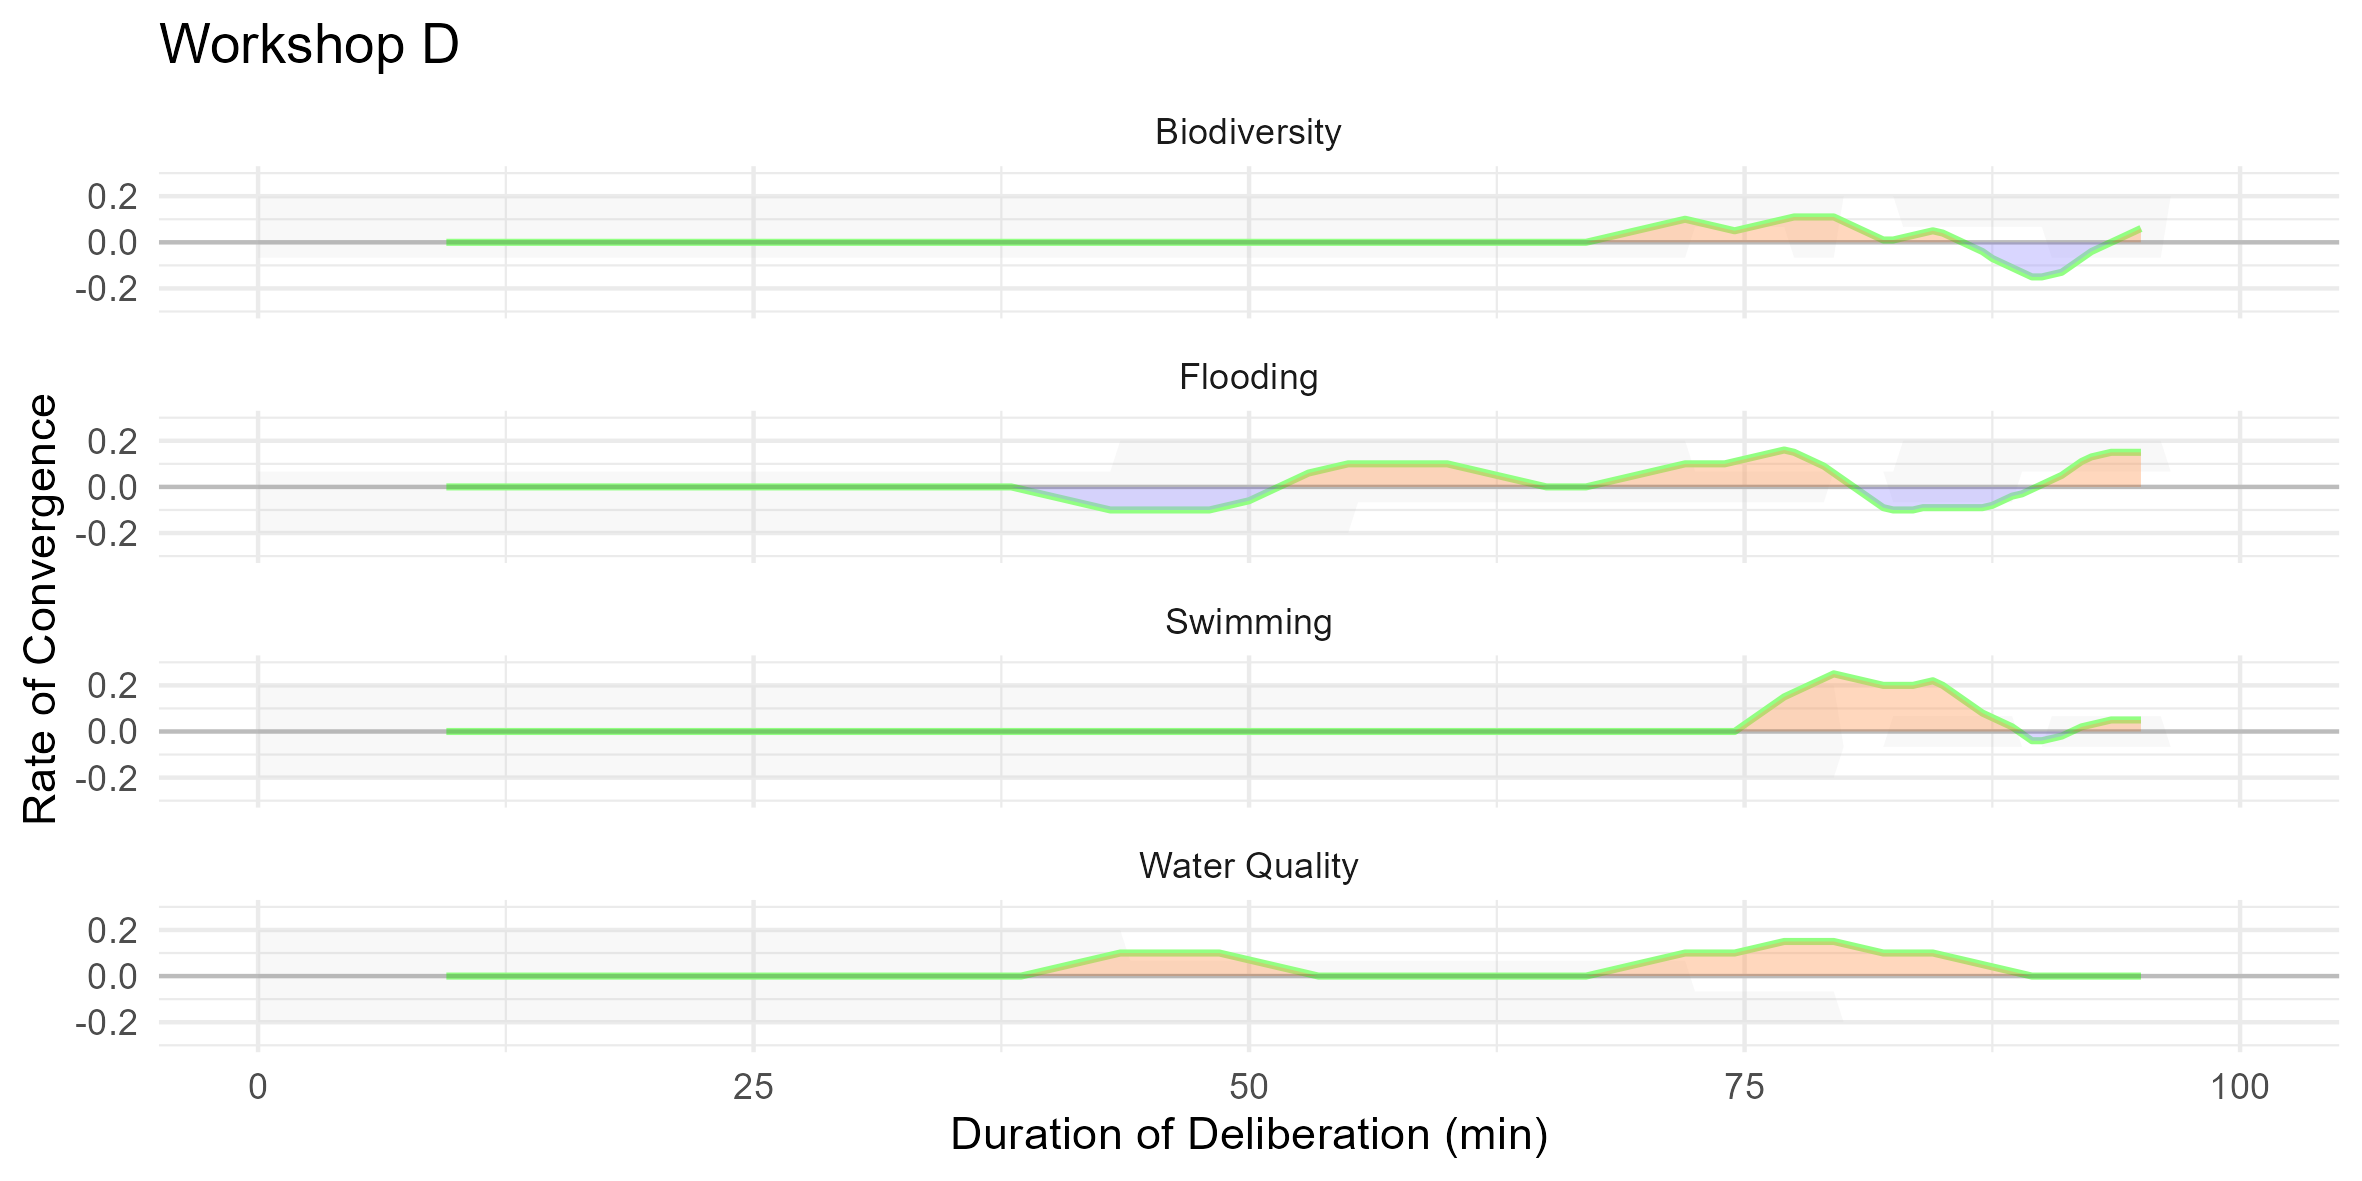 Workshop D
Biodiversity
0.2
0.0
-0.2
Flooding
0.2
0.0
-0.2
Swimming
0.2
0.0
-0.2
Water Quality
0.2
0.0
-0.2
Rate of Convergence
0 25 50 75 100
Duration of Deliberation (min)